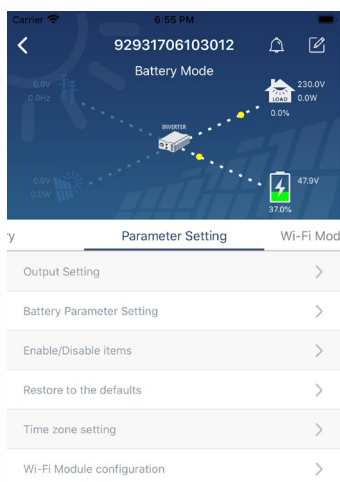 Carrier 6:55 PM
92931706103012
Battery Mode
0.0V
0.0Hz
230.0V
LOAD 0.0W
0.0%
INVERTER
0.0V
0.0W
47.9V
37.0%
y Parameter Setting Wi-Fi Mod
Output Setting
Battery Parameter Setting
Enable/Disable items
Restore to the defaults
Time zone setting
Wi-Fi Module configuration